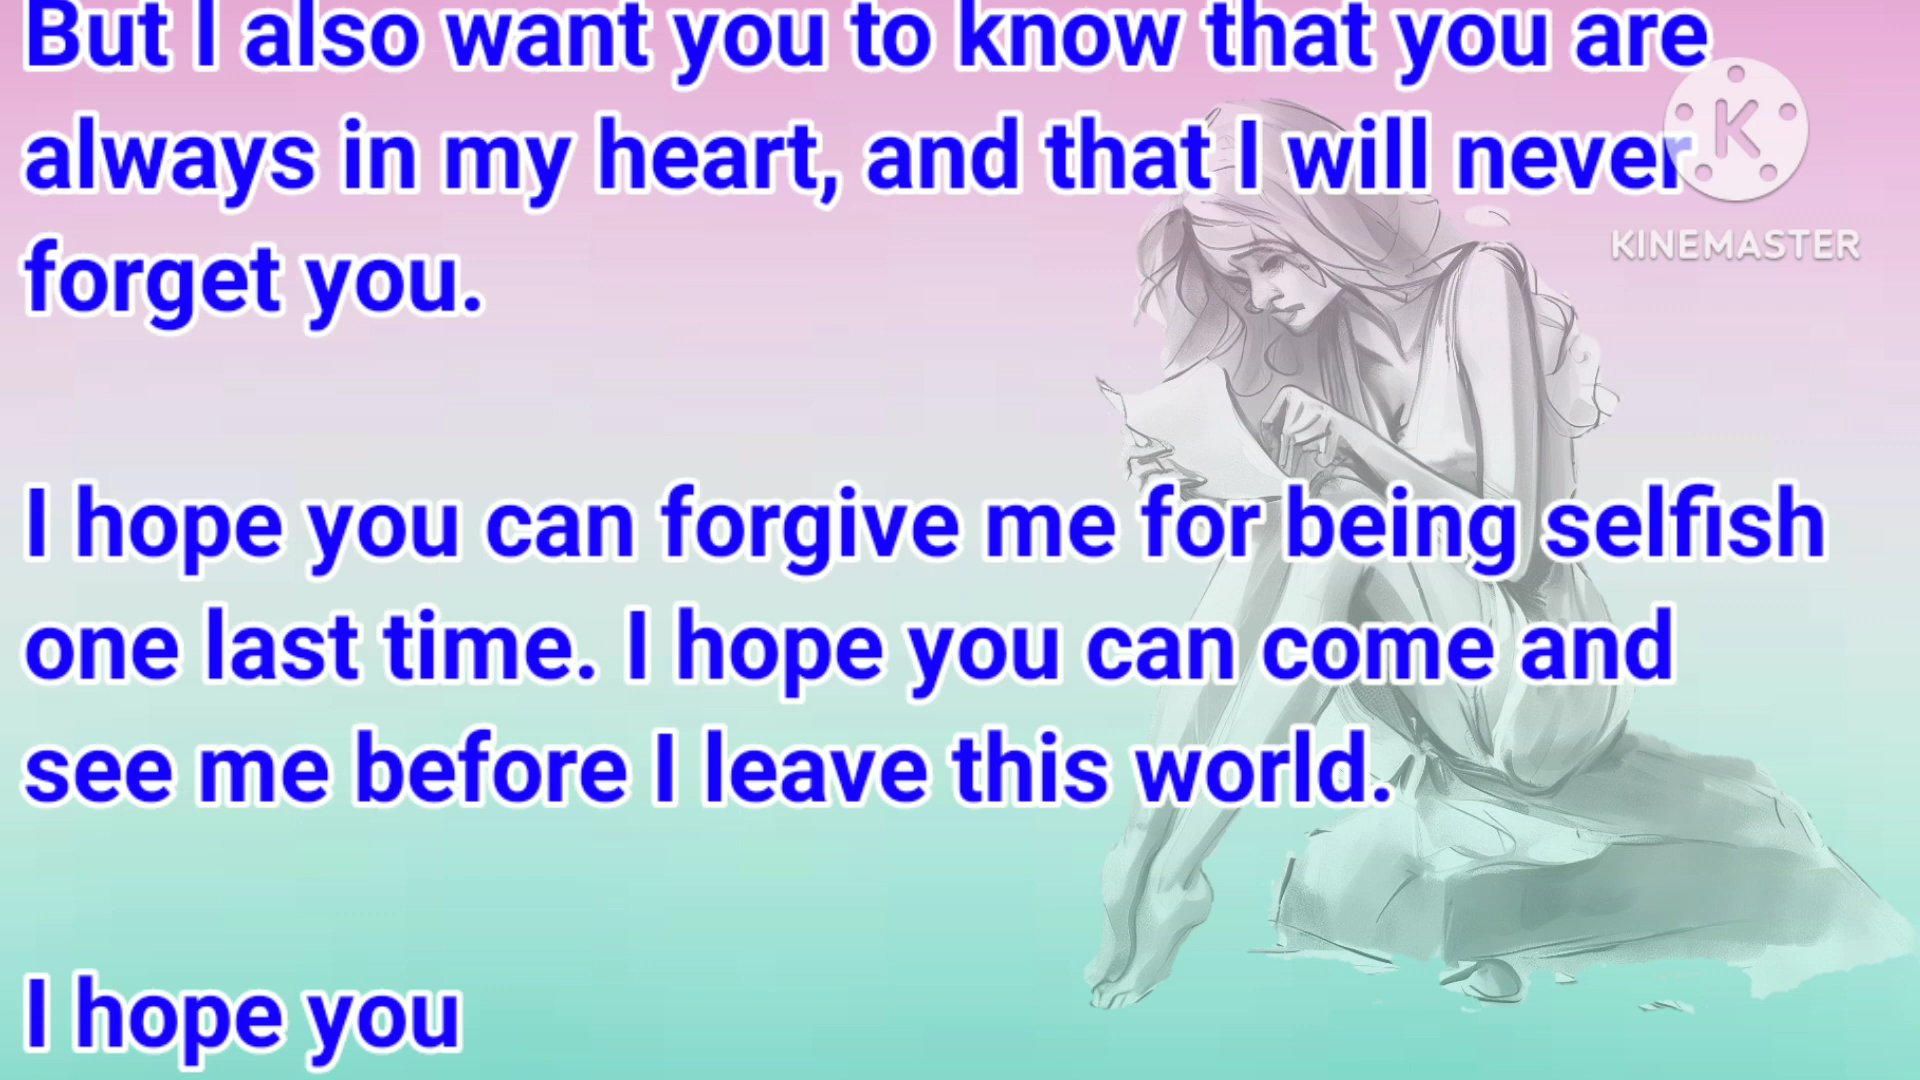 But I also want you to know that you are
always in my heart, and that I will never
forget you.
I hope you can forgive me for being selfish
one last time. I hope you can come and
see me before I leave this world.
I hope you
K
KINEMASTER